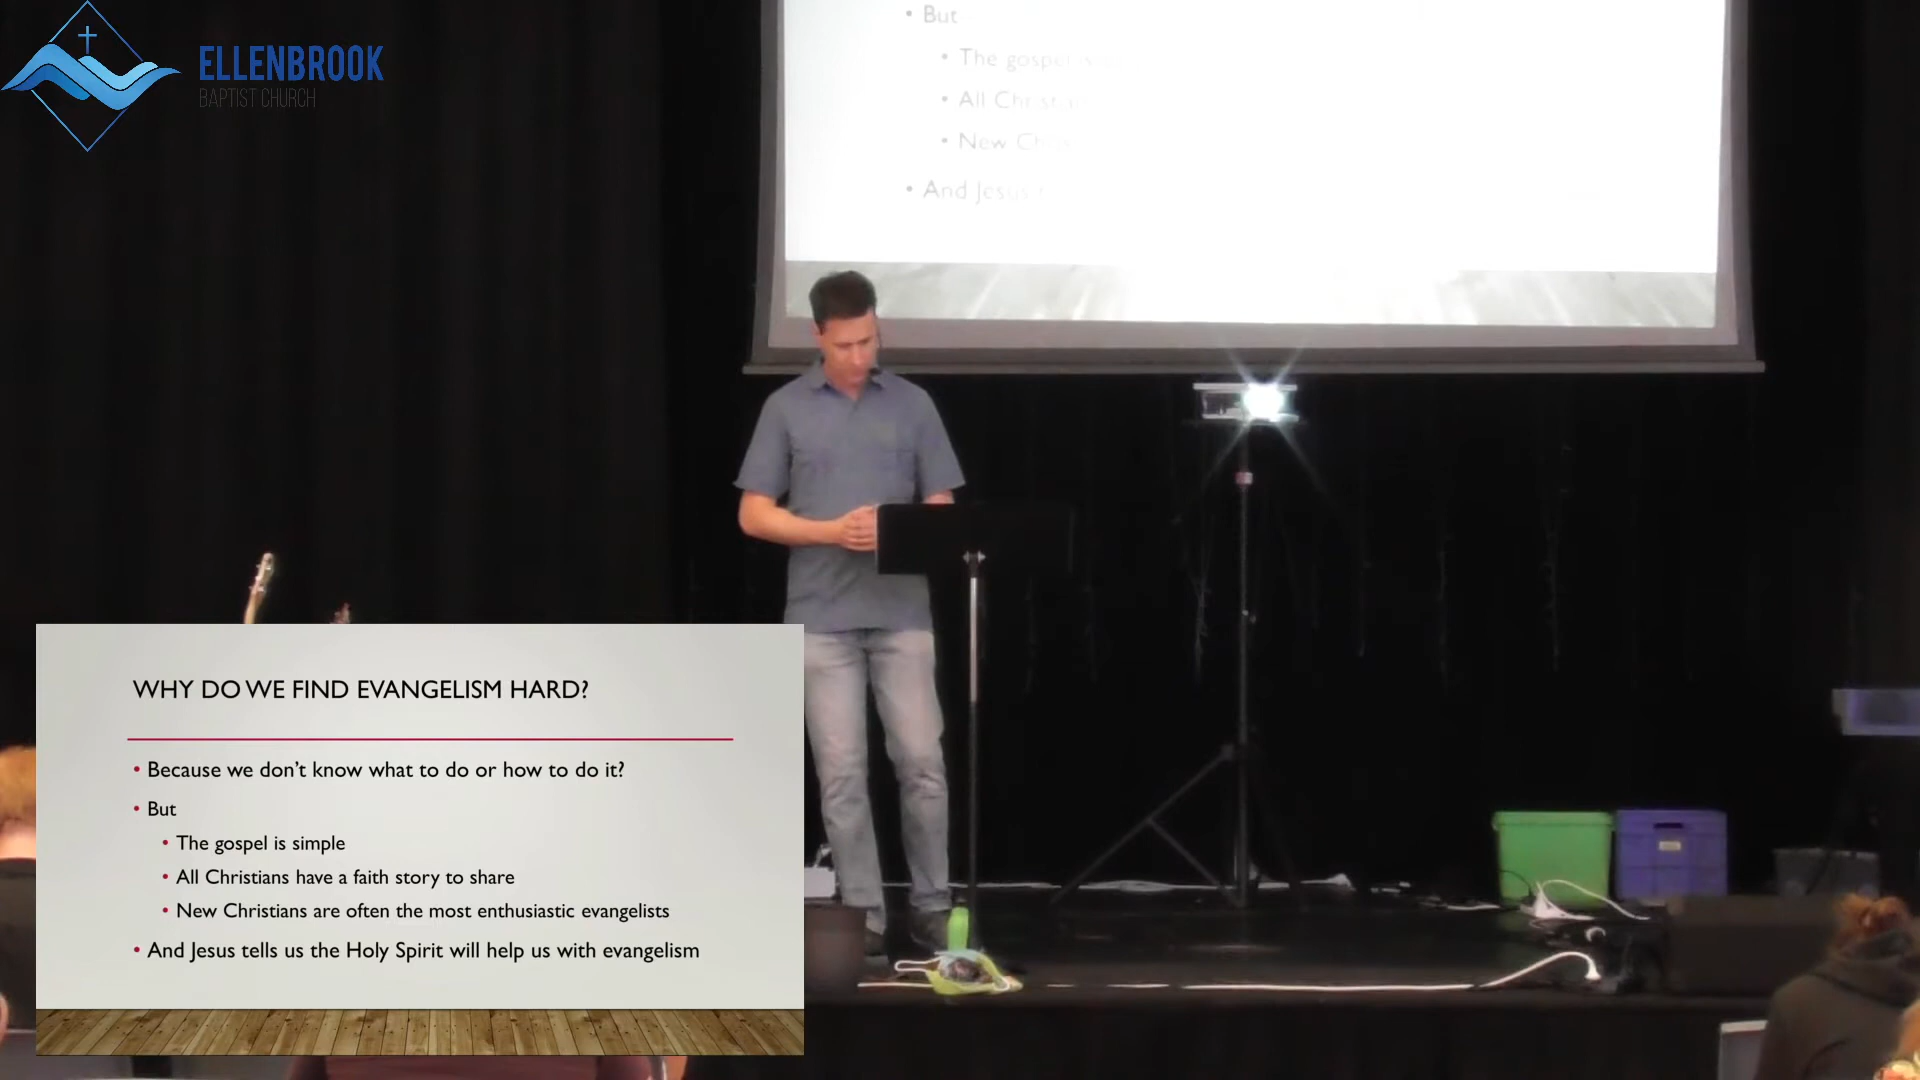 ELLENBROOK
BAPTIST CHURCH
• But
• The gospel is
• All Christ
• New Chris
• And Jesus
WHY DO WE FIND EVANGELISM HARD?
• Because we don't know what to do or how to do it?
• But
• The gospel is simple
• All Christians have a faith story to share
• New Christians are often the most enthusiastic evangelists
• And Jesus tells us the Holy Spirit will help us with evangelism